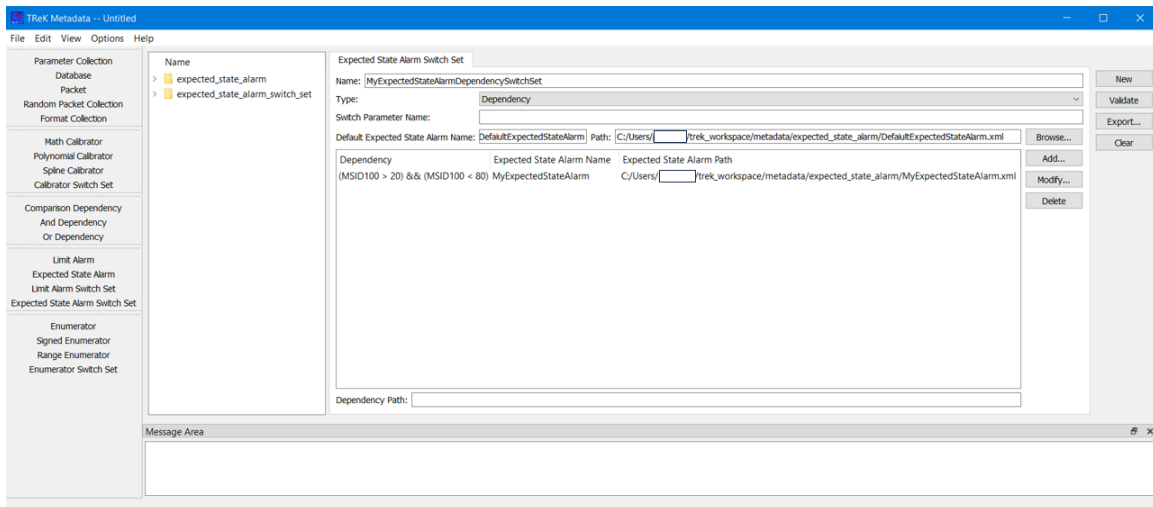 TReK Metadata -- Untitled
File Edit View Options Help
Parameter Collection
Database
Packet
Random Packet Collection
Format Collection
Math Calibrator
Polynomial Calibrator
Spline Calibrator
Calibrator Switch Set
Comparison Dependency
And Dependency
Or Dependency
Limit Alarm
Expected State Alarm
Limit Alarm Switch Set
Expected State Alarm Switch Set
Enumerator
Signed Enumerator
Range Enumerator
Enumerator Switch Set
Name
expected_state_alarm
expected_state_alarm_switch_set
Expected State Alarm Switch Set
Name: MyExpectedStateAlarmDependencySwitchSet
Type: Dependency
Switch Parameter Name:
Default Expected State Alarm Name: DefaiultExpectedStateAlarm Path: C:/Users/ /trek_workspace/metadata/expected_state_alarm/DefaiultExpectedStateAlarm.xml Browse...
Dependency Expected State Alarm Name Expected State Alarm Path
(MSID100 > 20) && (MSID100 < 80) MyExpectedStateAlarm C:/Users/ /trek_workspace/metadata/expected_state_alarm/MyExpectedStateAlarm.xml
Add...
Modify...
Delete
Dependency Path:
New
Validate
Export...
Clear
Message Area